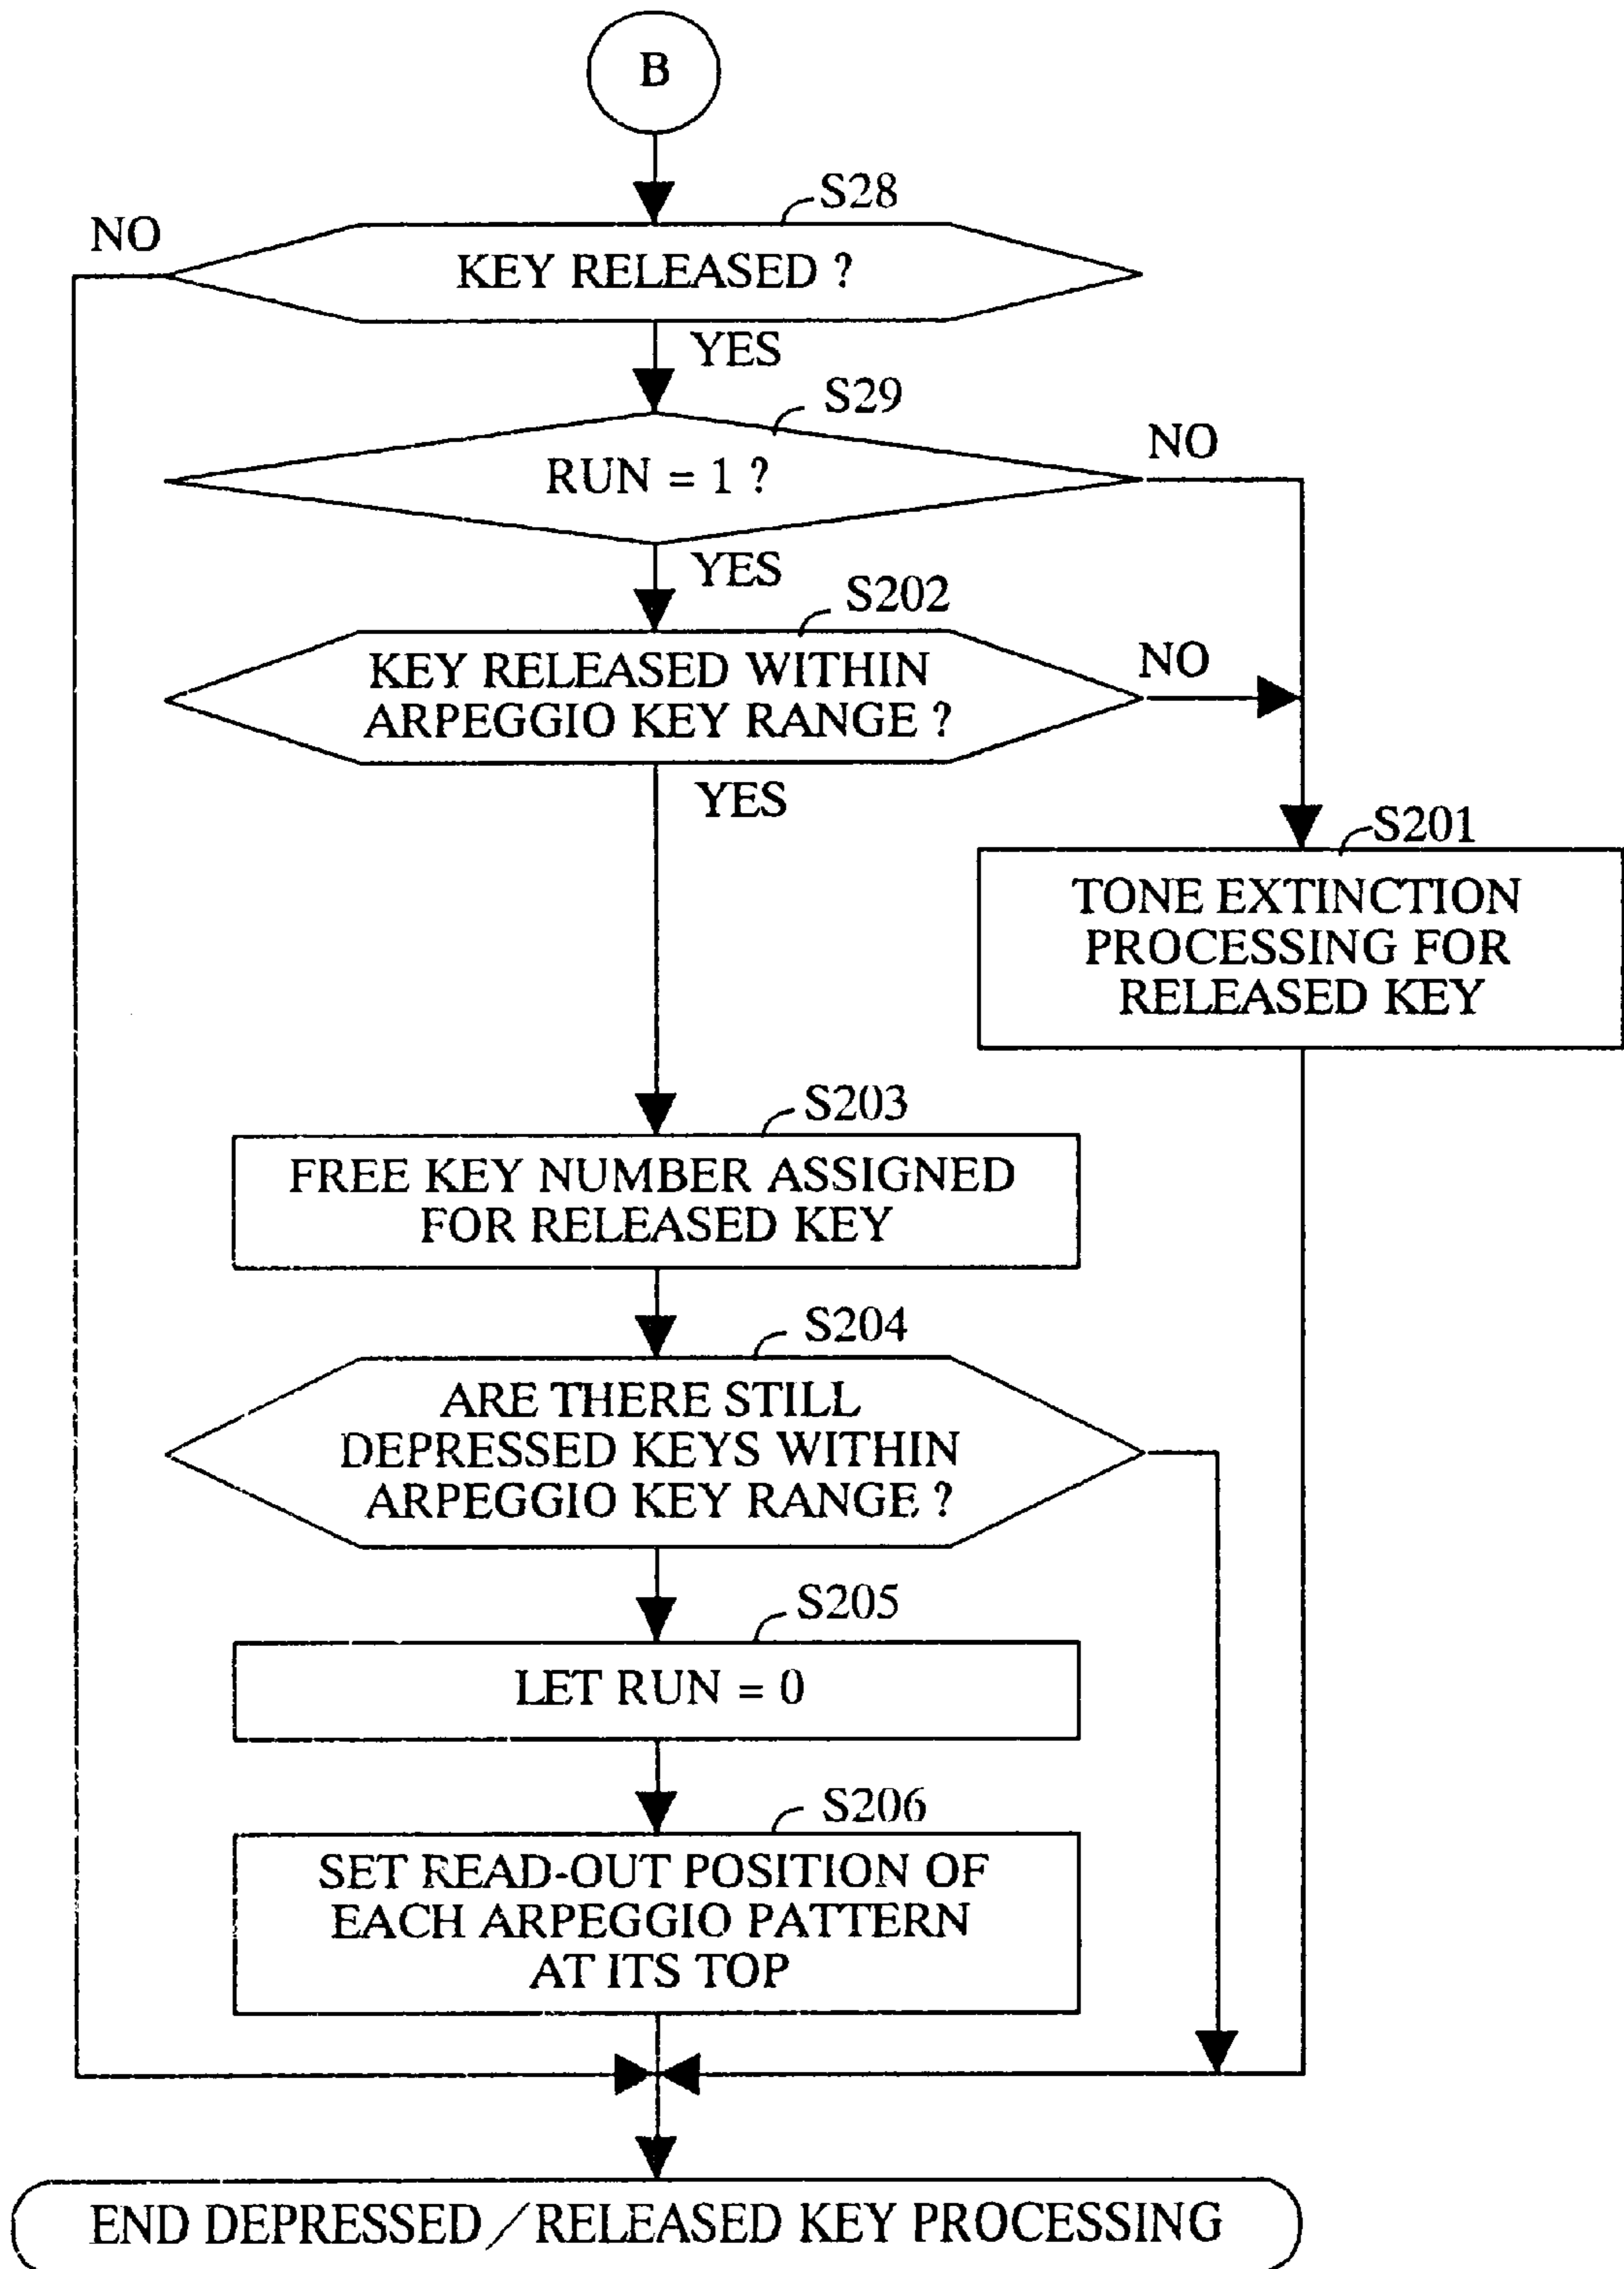 B
S28
NO
KEY RELEASED ?
YES
S29
NO
RUN = 1 ?
YES
S202
KEY RELEASED WITHIN
ARPEGGIO KEY RANGE ?
NO
YES
S201
TONE EXTINCTION
PROCESSING FOR
RELEASED KEY
S203
FREE KEY NUMBER ASSIGNED
FOR RELEASED KEY
S204
ARE THERE STILL
DEPRESSED KEYS WITHIN
ARPEGGIO KEY RANGE ?
S205
LET RUN = 0
S206
SET READ-OUT POSITION OF
EACH ARPEGGIO PATTERN
AT ITS TOP
END DEPRESSED/RELEASED KEY PROCESSING